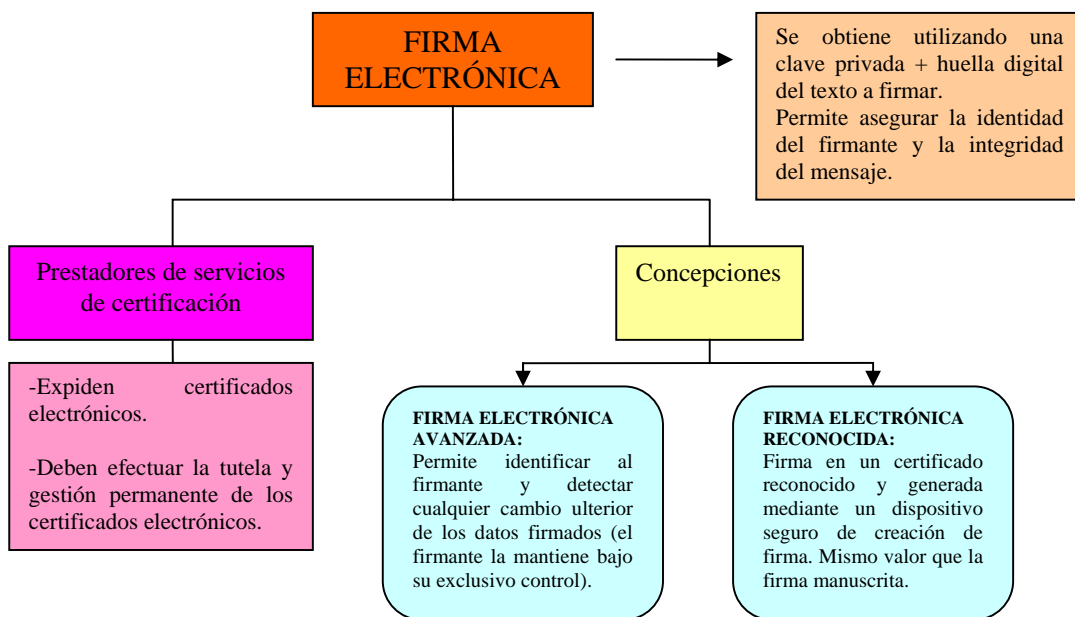 FIRMA
ELECTRÓNICA
Se obtiene utilizando una
clave privada + huella digital
del texto a firmar.
Permite asegurar la identidad
del firmante y la integridad
del mensaje.
Prestadores de servicios
de certificación
Concepciones
-Expiden certificados
electrónicos.
-Deben efectuar la tutela y
gestión permanente de los
certificados electrónicos.
FIRMA ELECTRÓNICA
AVANZADA:
Permite identificar al
firmante y detectar
cualquier cambio ulterior
de los datos firmados (el
firmante la mantiene bajo
su exclusivo control).
FIRMA ELECTRÓNICA
RECONOCIDA:
Firma en un certificado
reconocido y generada
mediante un dispositivo
seguro de creación de
firma. Mismo valor que la
firma manuscrita.